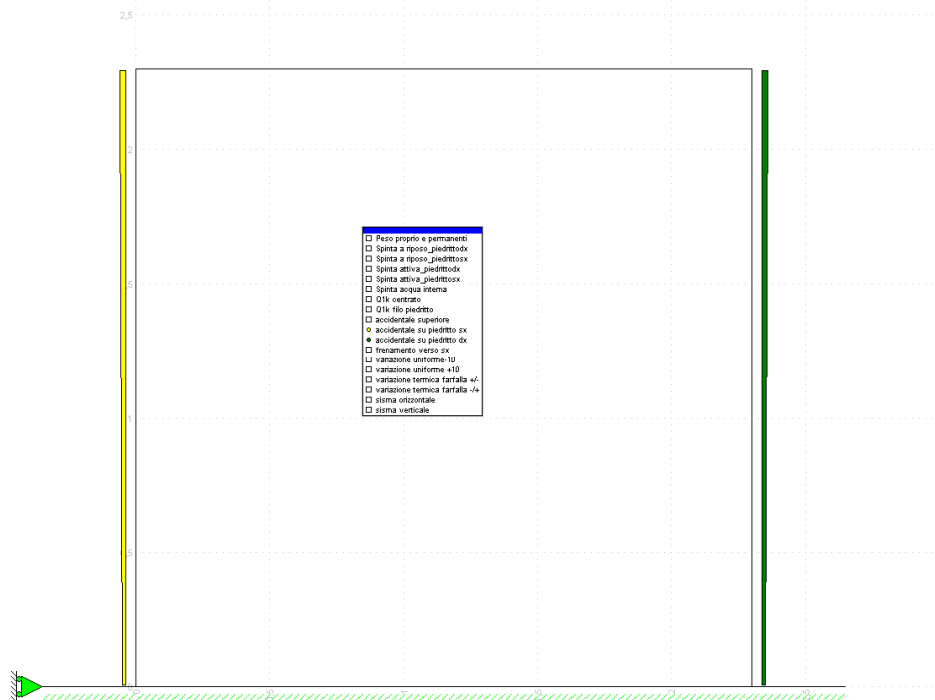 2,5
2
,5
Peso proprio e permanenti
Spinta a riposo_piedrittodx
Spinta a riposo_piedrittosx
Spinta attiva_piedrittodx
Spinta attiva_piedrittosx
Spinta acqua interna
Q1k centrato
Q1k filo piedritto
accidentale superiore
accidentale su piedritto sx
accidentale su piedritto dx
frenamento verso sx
variazione uniforme-10
variazione uniforme +10
variazione termica farfalla +/-
variazione termica farfalla -/+
sisma orizzontale
sisma verticale
1
,5